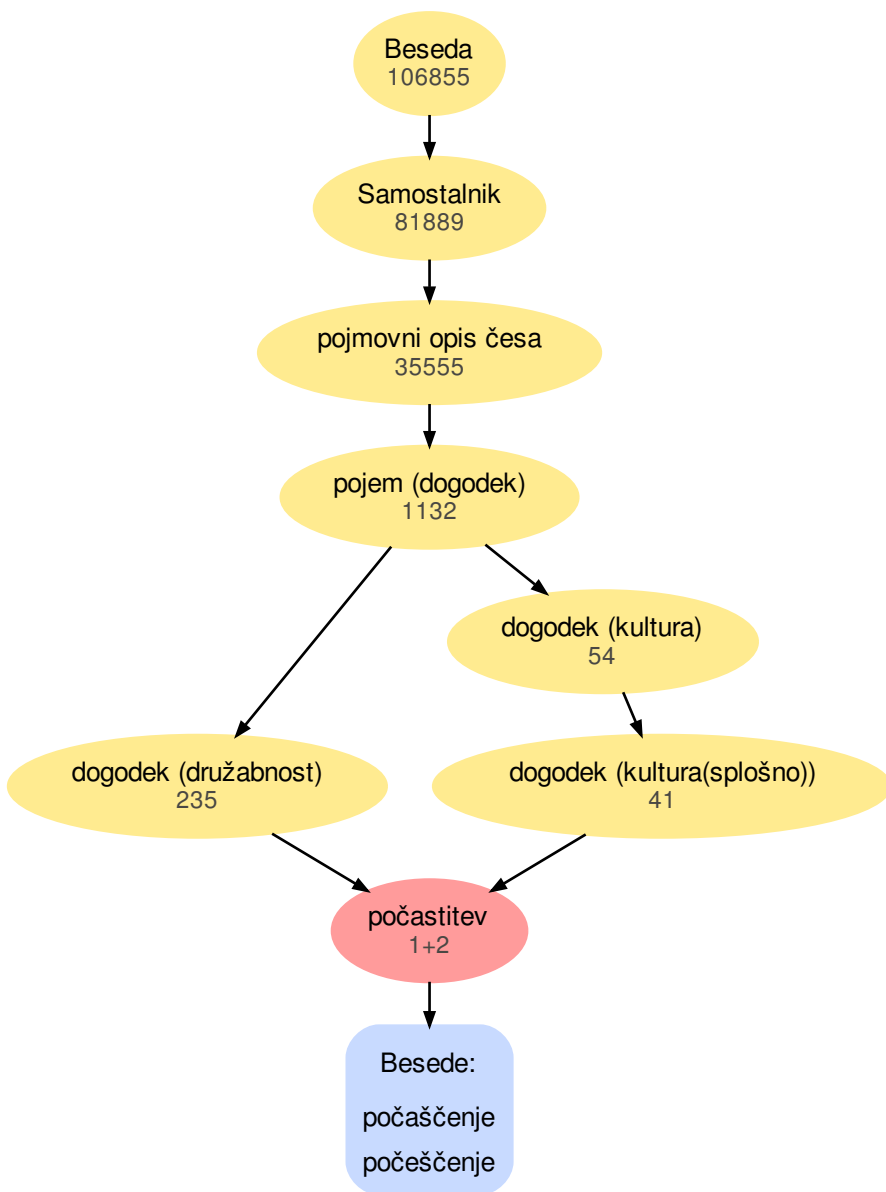 Beseda
106855
Samostalnik
81889
pojmovni opis česa
35555
pojem (dogodek)
1132
dogodek (kultura)
54
dogodek (družabnost)
235
dogodek (kultura(splošno))
41
počastitev
1+2
Besede:
počaščenje
počeščenje